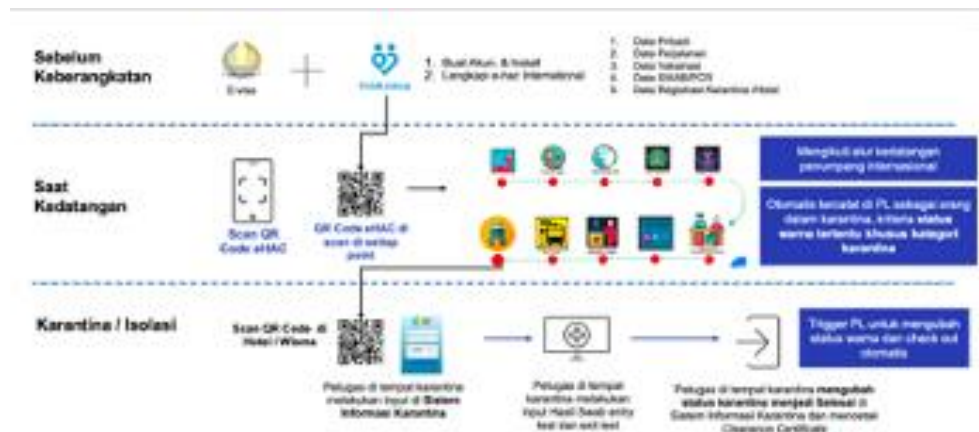 Sebelum
Keberangkatan
E-visa
1. Buat Akun & Install
2. Lengkapi e-hac International
1. Data Pribadi
2. Data Perjalanan
3. Data Vaksinasi
4. Data SWAB/PCR
5. Data Registrasi Karantina Hotel
Saat
Kedatangan
Scan QR
Code eHAC
QR Code eHAC di
scan di setiap
point
Mengikuti alur kedatangan
penumpang internasional
Otomatis tercatat di PL sebagai orang
dalam karantina, kriteria status
warna tertentu khusus kategori
karantina
Karantina / Isolasi
Scan QR Code di
Hotel / Wisma
Petugas di tempat karantina
melakukan input di Sistem
Informasi Karantina
Petugas di tempat
karantina melakukan
input Hasil Swab entry
test dan exit test
Petugas di tempat karantina mengubah
status karantina menjadi Selesai di
Sistem Informasi Karantina dan mencetak
Clearance Certificate
Trigger PL untuk mengubah
status warna dan check out
otomatis